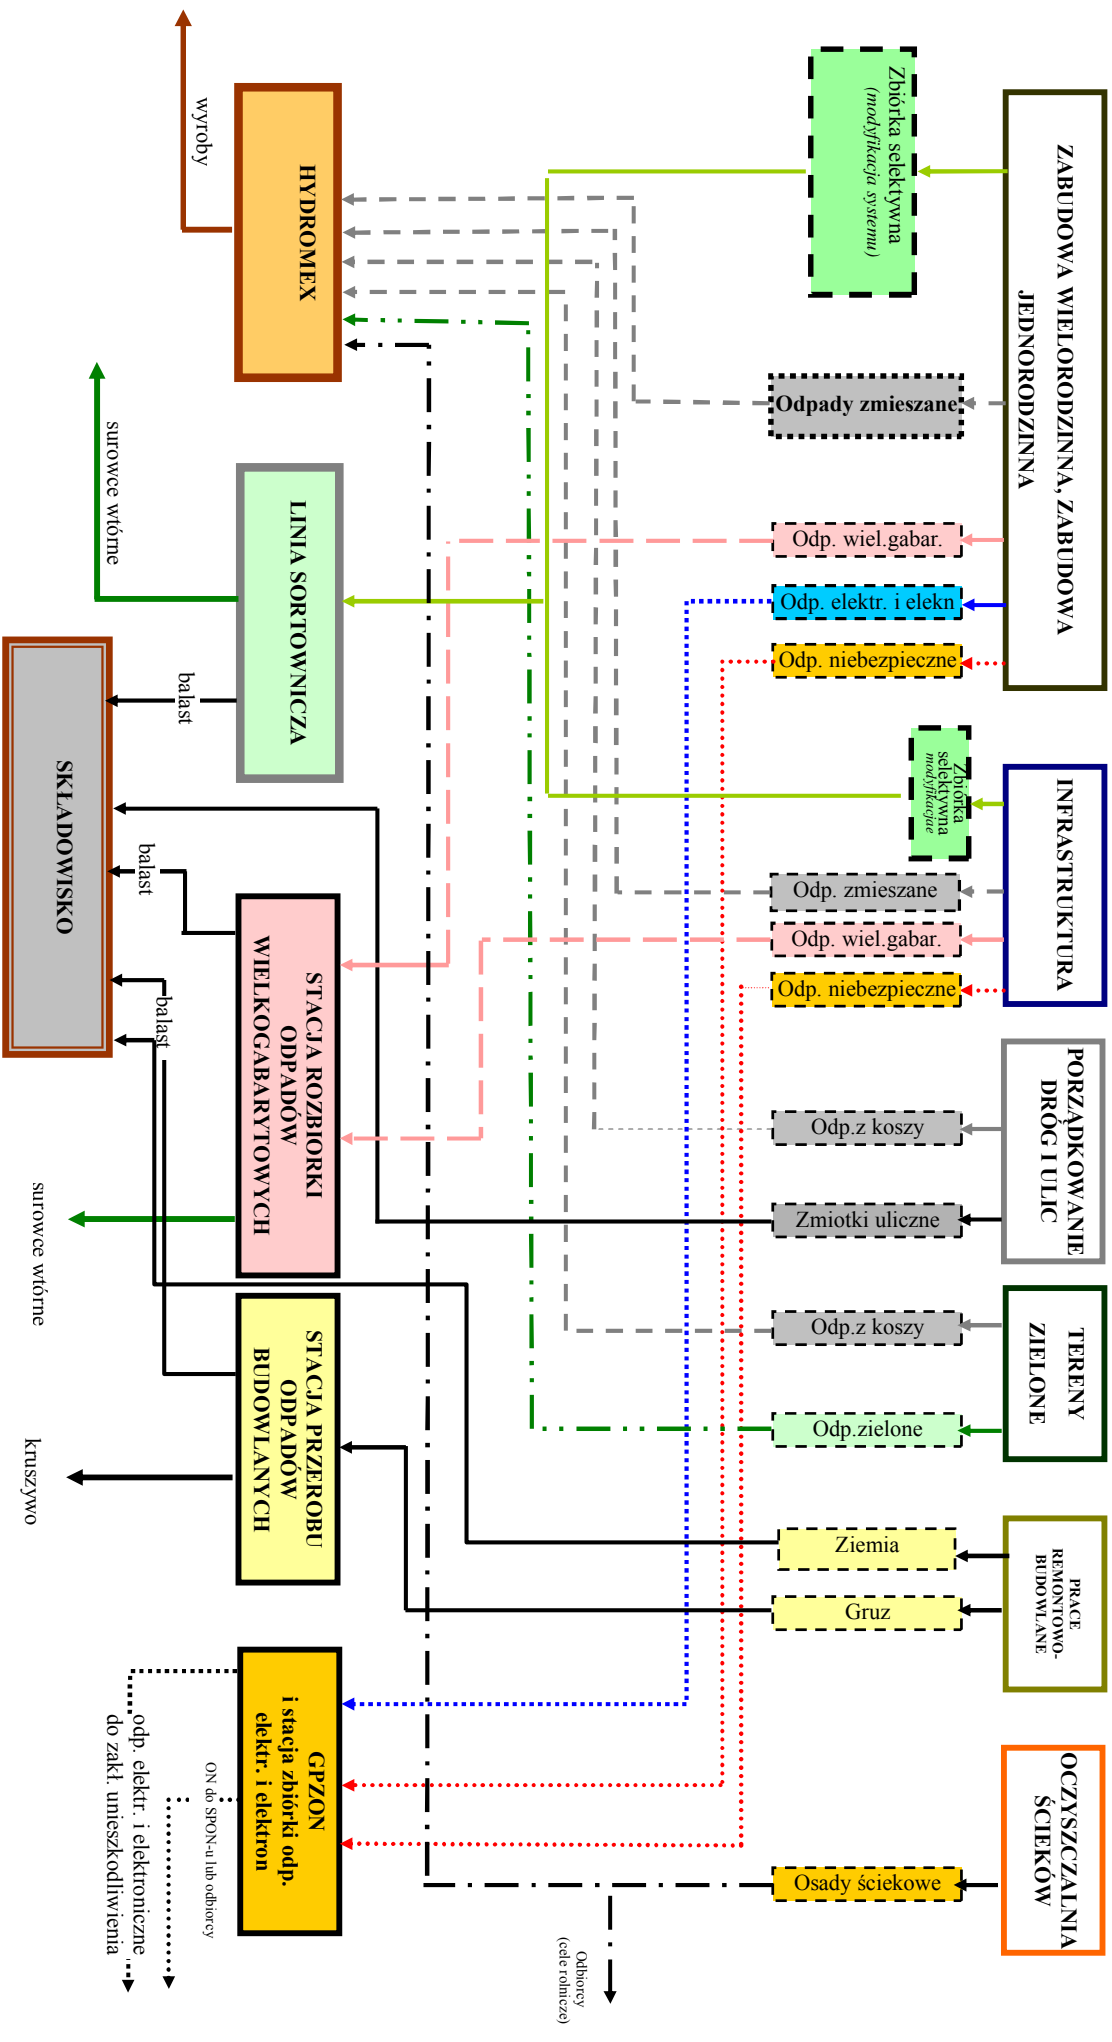 ZABUDOWA WIELORODZINNA, ZABUDOWA
JEDNORODZINNA
INFRASTRUKTURA
PORZĄDKOWANIE
DRÓG I ULIC
TERENY
ZIELONE
PRACE
REMONTOWO-
BUDOWLANE
OCZYSZCZALNIA
ŚCIEKÓW
Zbiórka selektywna
(modyfikacja systemu)
Odpady zmieszane
Odp. wiel.gabar.
Odp. elektr. i elekn
Odp. niebezpieczne
Zbiórka
selektywna
modyfikacjae
Odp. zmieszane
Odp. wiel.gabar.
Odp. niebezpieczne
Odp.z koszy
Zmiotki uliczne
Odp.z koszy
Odp.zielone
Ziemia
Gruz
Osady ściekowe
Odbiorcy
(cele rolnicze)
HYDROMEX
LINIA SORTOWNICZA
STACJA ROZBIORKI
ODPADÓW
WIELKOGABARYTOWYCH
STACJA PRZEROBU
ODPADÓW
BUDOWLANYCH
GPZON
i stacja zbiórki odp.
elektr. i elektron
wyroby
surowce wtórne
balast
balast
balast
SKŁADOWISKO
surowce wtórne
kruszywo
ON do SPON-u lub odbiorcy
odp. elektr. i elektroniczne
do zakł. unieszkodliwienia